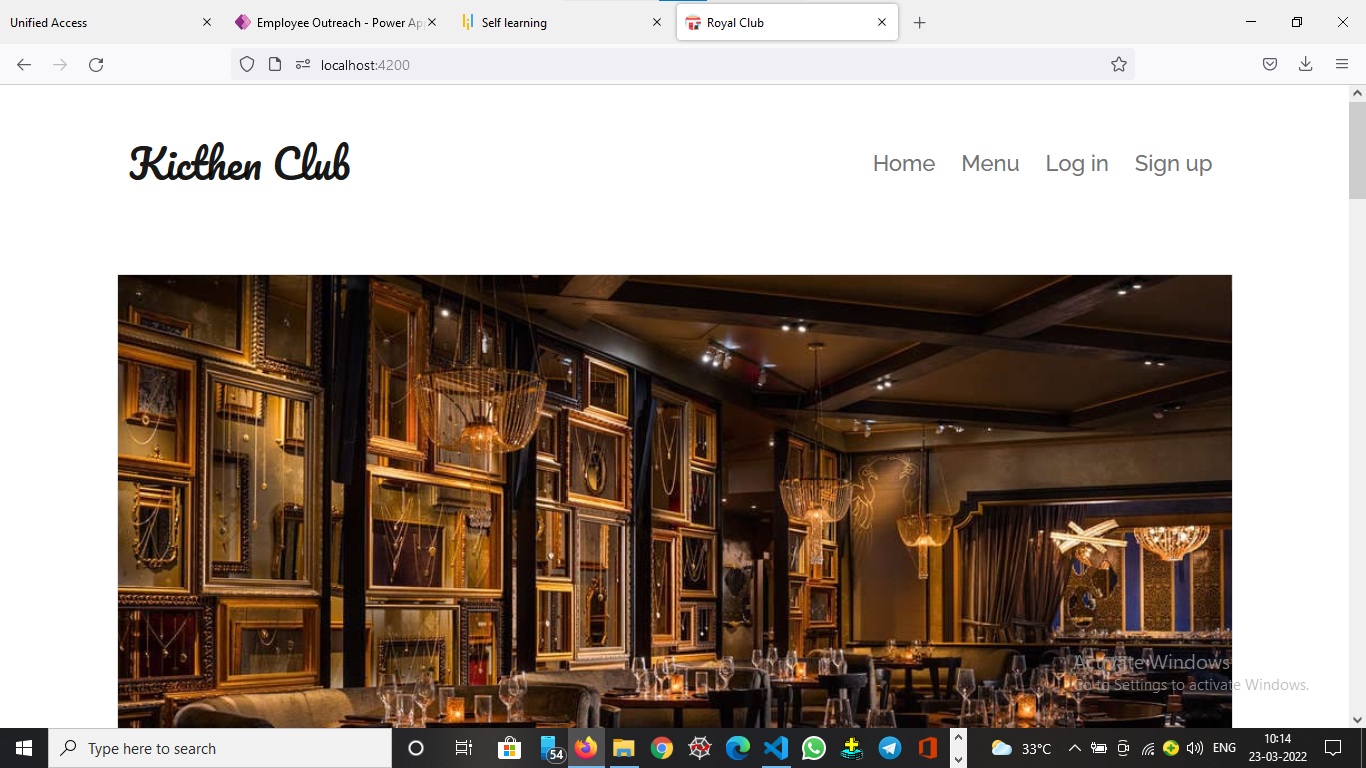 Unified Access
Employee Outreach - Power Ap
Self learning
Royal Club
localhost:4200
Kicthen Club
Home Menu Log in Sign up
Activate Windows
Go to Settings to activate Windows.
Type here to search
54
33°C
ENG
10:14
23-03-2022